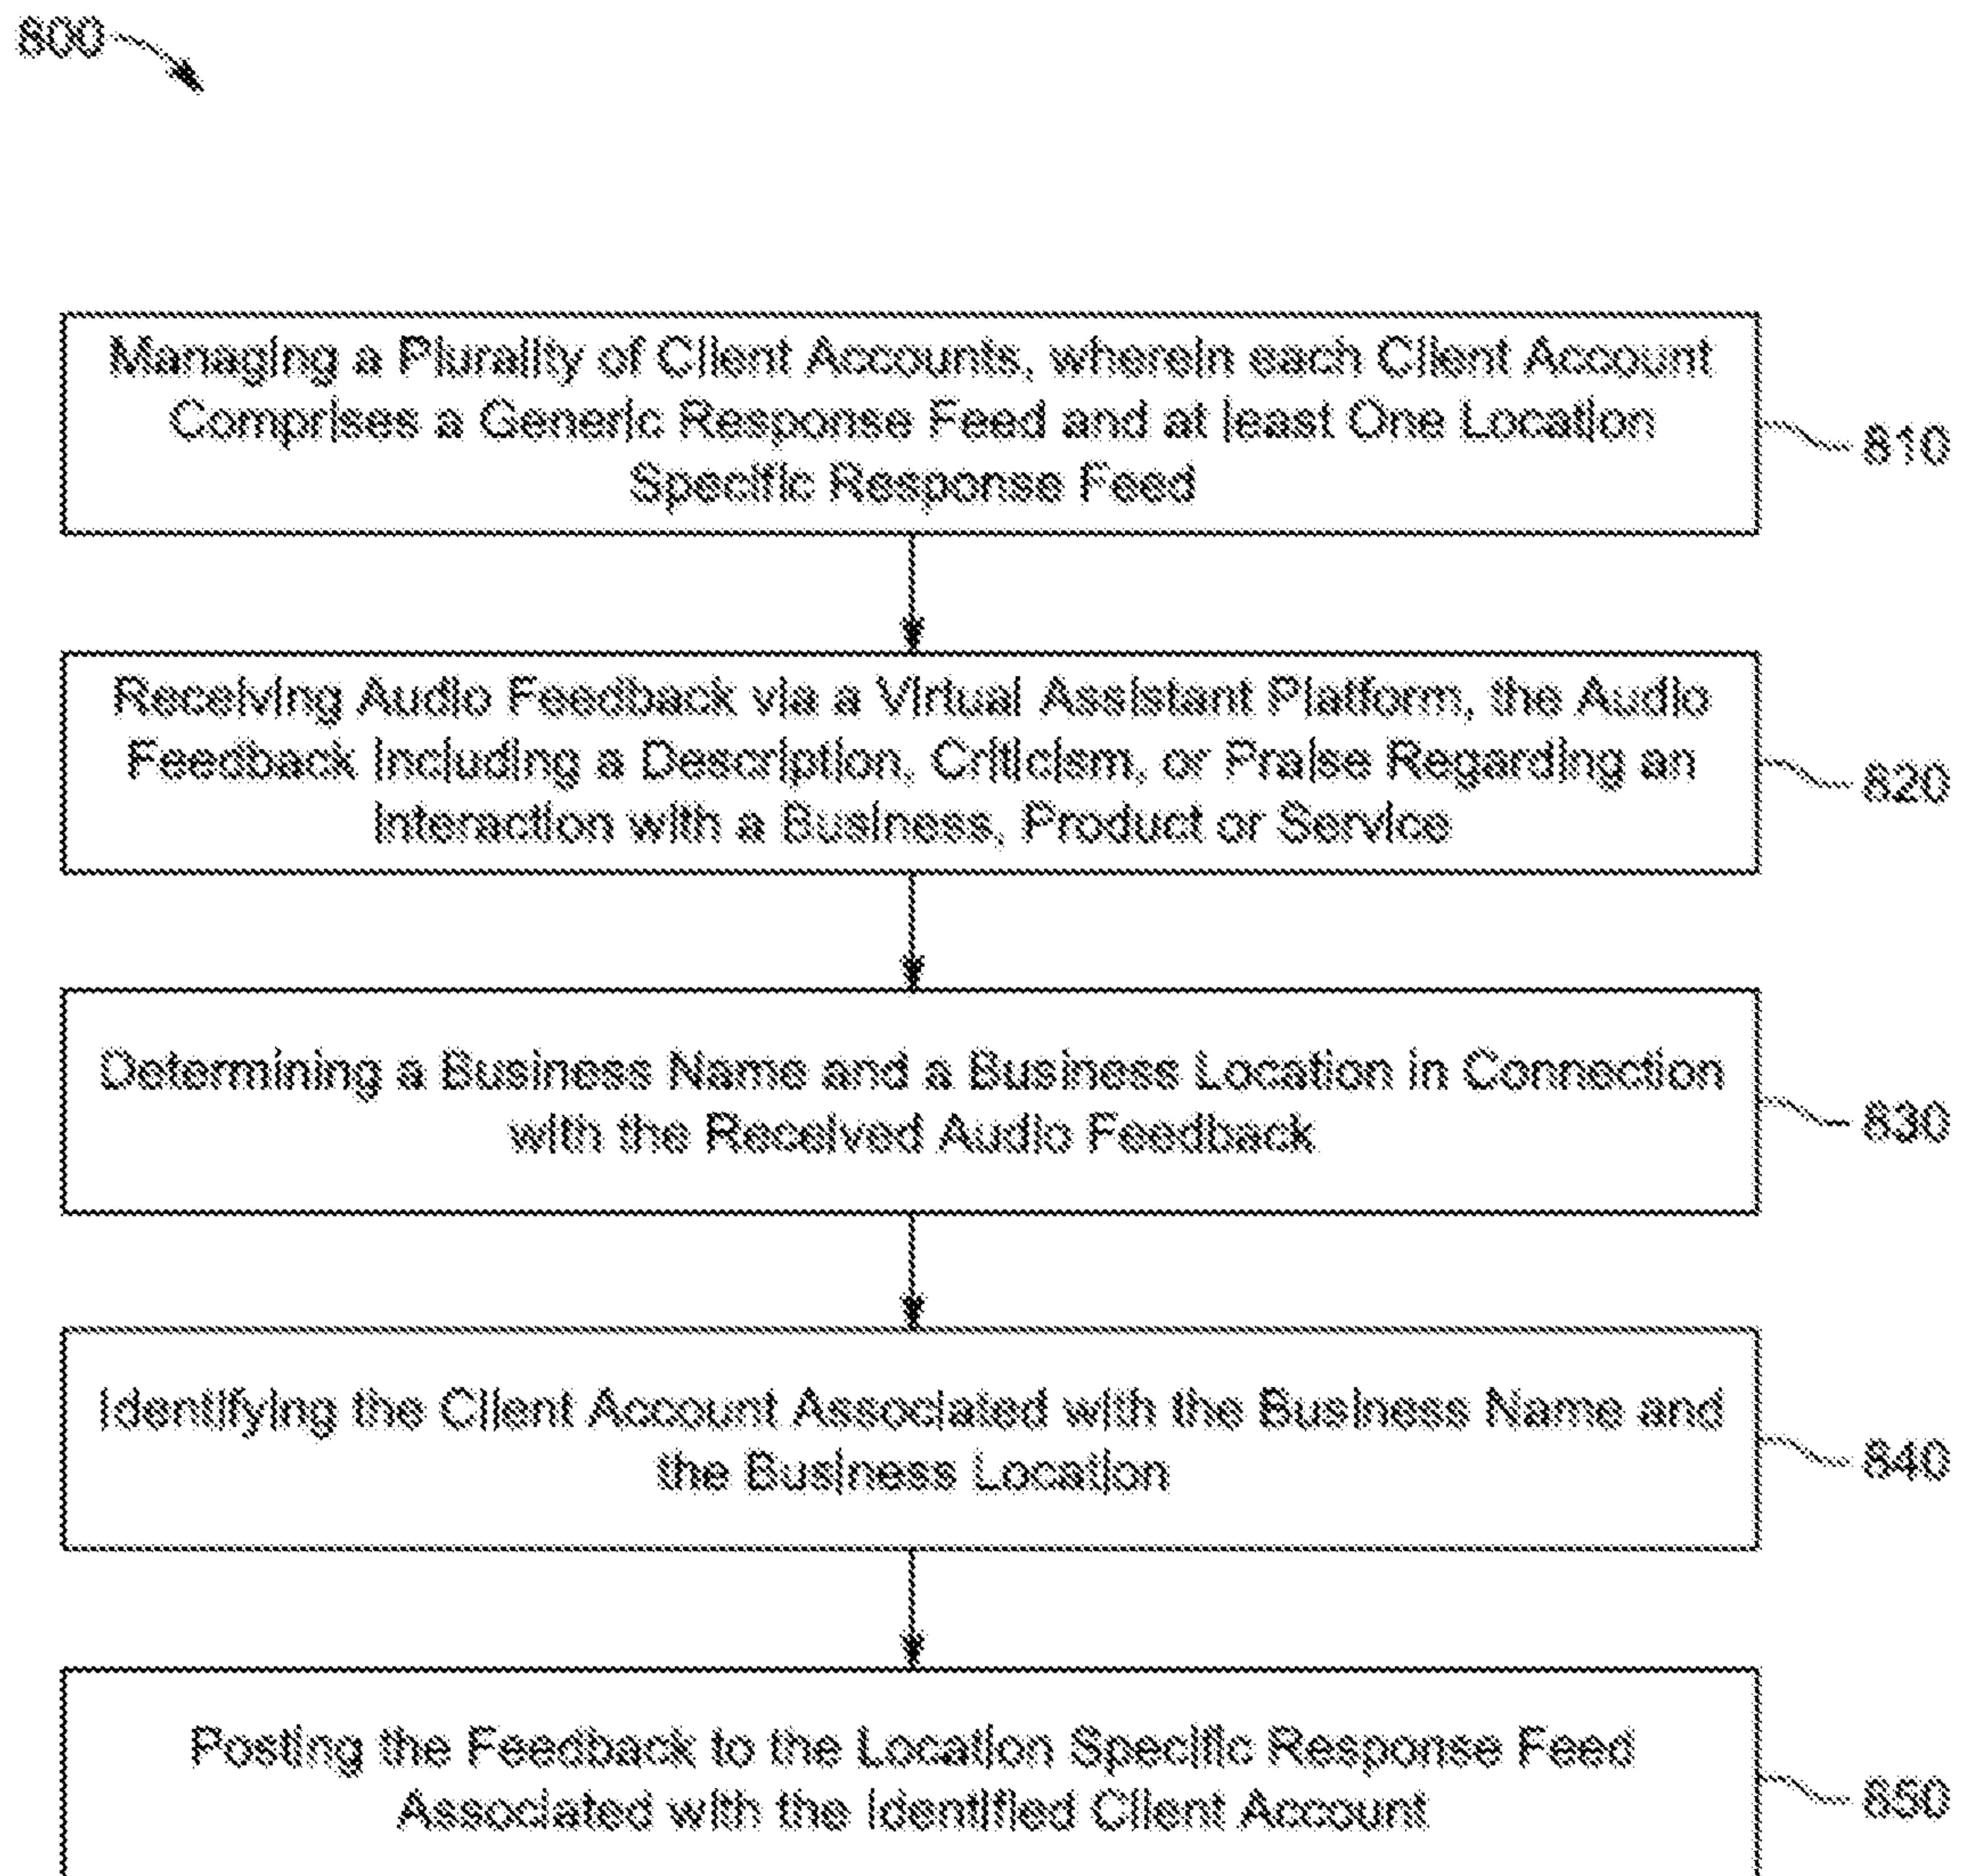 800
Managing a Plurality of Client Accounts, wherein each Client Account
Comprises a Generic Response Feed and at least One Location
Specific Response Feed
810
Receiving Audio Feedback via a Virtual Assistant Platform, the Audio
Feedback Including a Description, Criticism, or Praise Regarding an
Interaction with a Business, Product or Service
820
Determining a Business Name and a Business Location in Connection
with the Received Audio Feedback
830
Identifying the Client Account Associated with the Business Name and
the Business Location
840
Posting the Feedback to the Location Specific Response Feed
Associated with the Identified Client Account
850